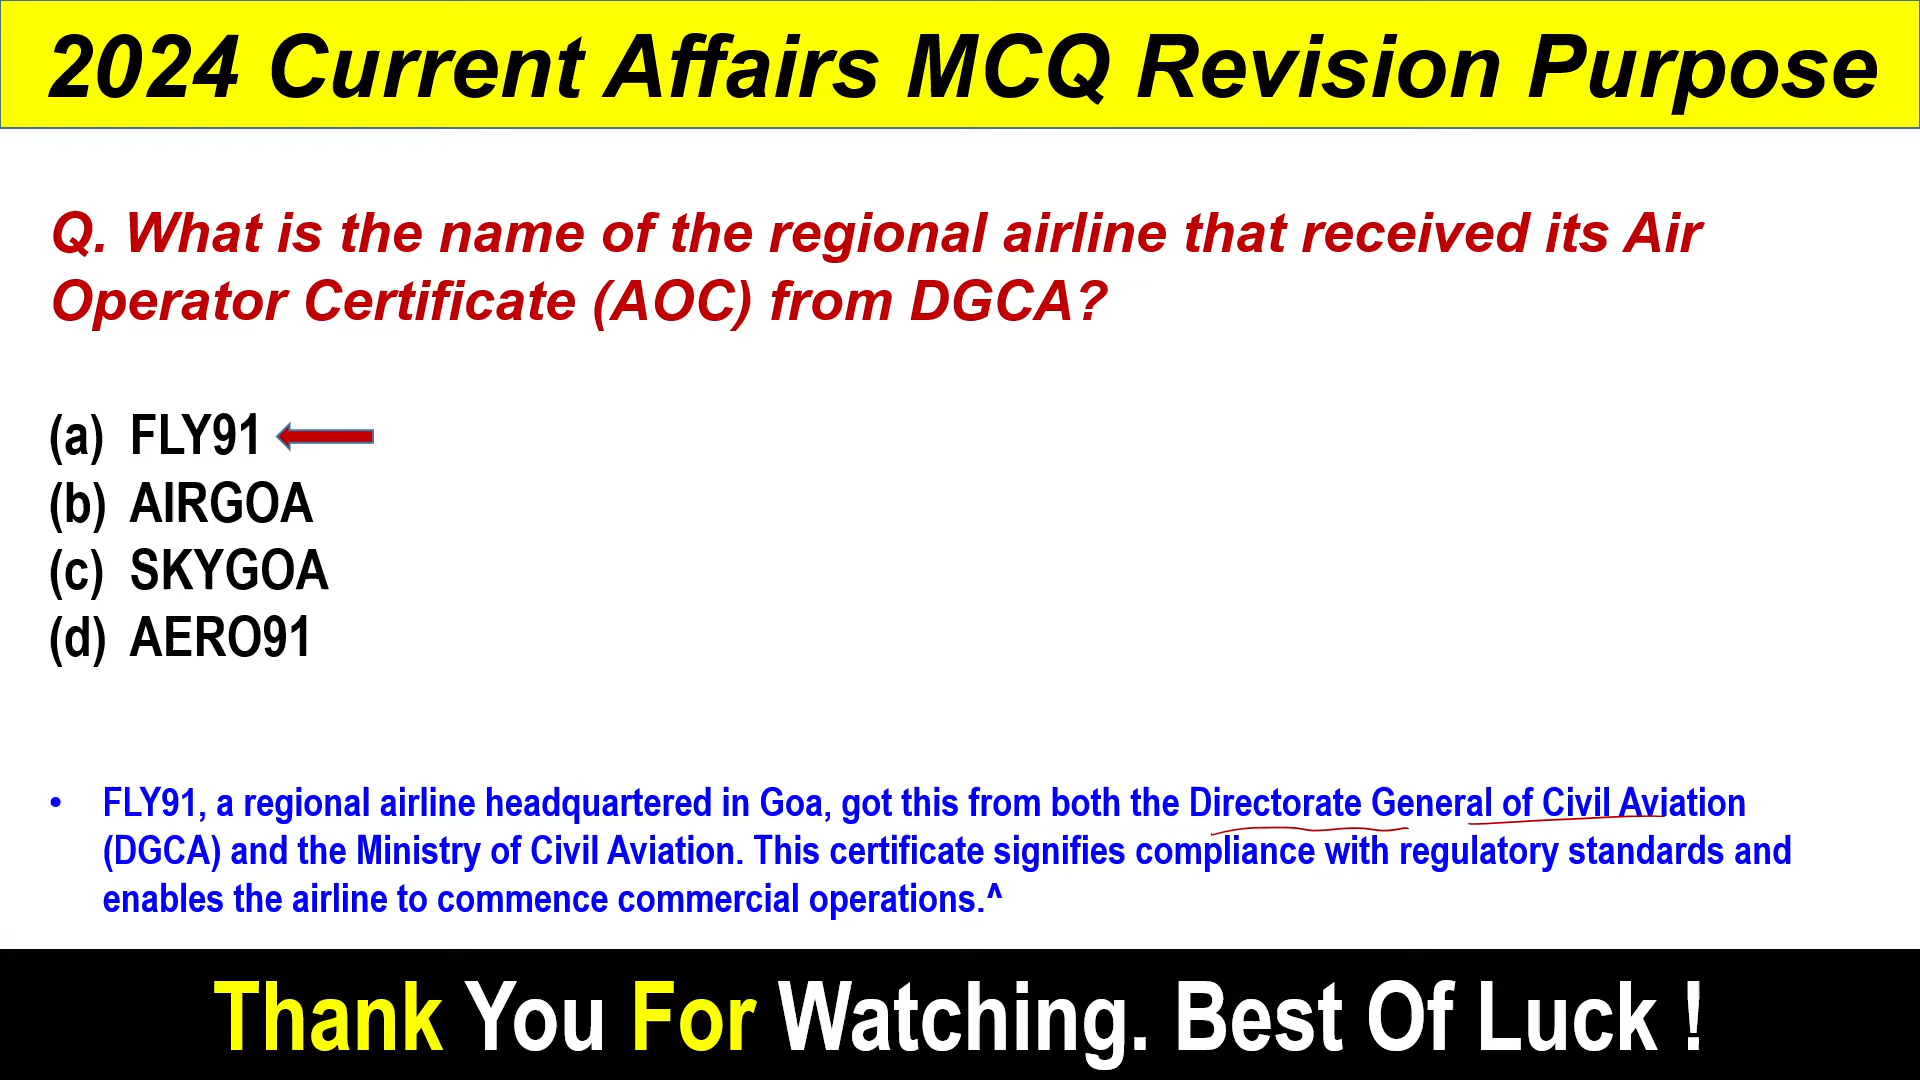 2024 Current Affairs MCQ Revision Purpose
Q. What is the name of the regional airline that received its Air
Operator Certificate (AOC) from DGCA?
(a) FLY91
(b) AIRGOA
(c) SKYGOA
(d) AERO91
• FLY91, a regional airline headquartered in Goa, got this from both the Directorate General of Civil Aviation
(DGCA) and the Ministry of Civil Aviation. This certificate signifies compliance with regulatory standards and
enables the airline to commence commercial operations.^
Thank You For Watching. Best Of Luck !